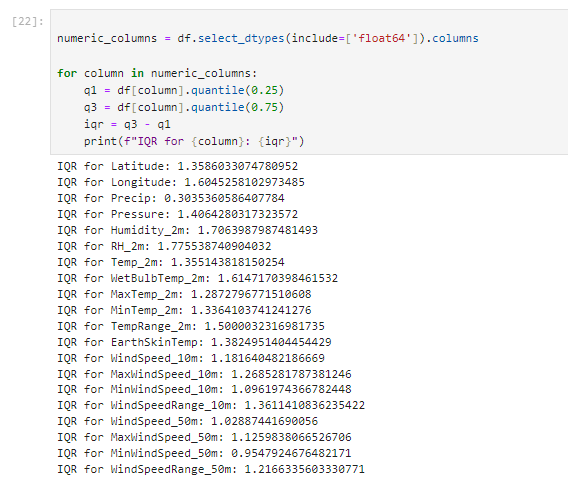 [22]:
numeric_columns = df.select_dtypes(include=['float64']).columns
for column in numeric_columns:
    q1 = df[column].quantile(0.25)
    q3 = df[column].quantile(0.75)
    iqr = q3 - q1
    print(f"IQR for {column}: {iqr}")
IQR for Latitude: 1.3586033074780952
IQR for Longitude: 1.6045258102973485
IQR for Precip: 0.3035360586407784
IQR for Pressure: 1.4064280317323572
IQR for Humidity_2m: 1.7063987987481493
IQR for RH_2m: 1.775538740904032
IQR for Temp_2m: 1.355143818150254
IQR for WetBulbTemp_2m: 1.6147170398461532
IQR for MaxTemp_2m: 1.2872796771510608
IQR for MinTemp_2m: 1.3364103741241276
IQR for TempRange_2m: 1.5000032316981735
IQR for EarthSkinTemp: 1.3824951404454429
IQR for WindSpeed_10m: 1.181640482186669
IQR for MaxWindSpeed_10m: 1.2685281787381246
IQR for MinWindSpeed_10m: 1.0961974366782448
IQR for WindSpeedRange_10m: 1.3611410836235422
IQR for WindSpeed_50m: 1.02887441690056
IQR for MaxWindSpeed_50m: 1.1259838066526706
IQR for MinWindSpeed_50m: 0.9547924676482171
IQR for WindSpeedRange_50m: 1.2166335603330771